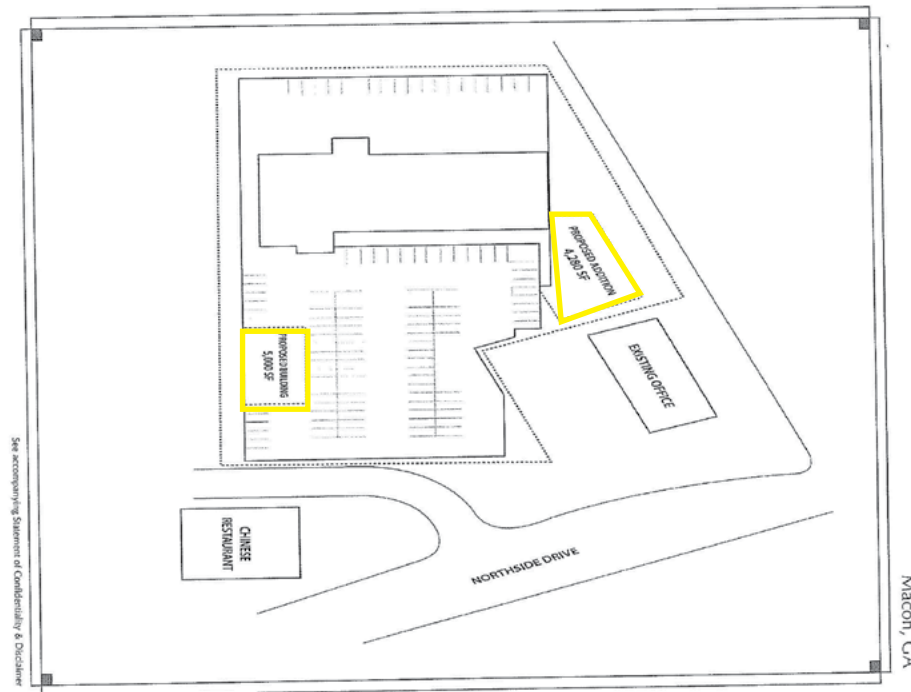 Macon, GA
PROPOSED ADDITION
4,280 SF
EXISTING OFFICE
PROPOSED BUILDING
5,000 SF
CHINESE
RESTAURANT
NORTHSIDE DRIVE
See accompanying Statement of Confidentiality & Disclaimer